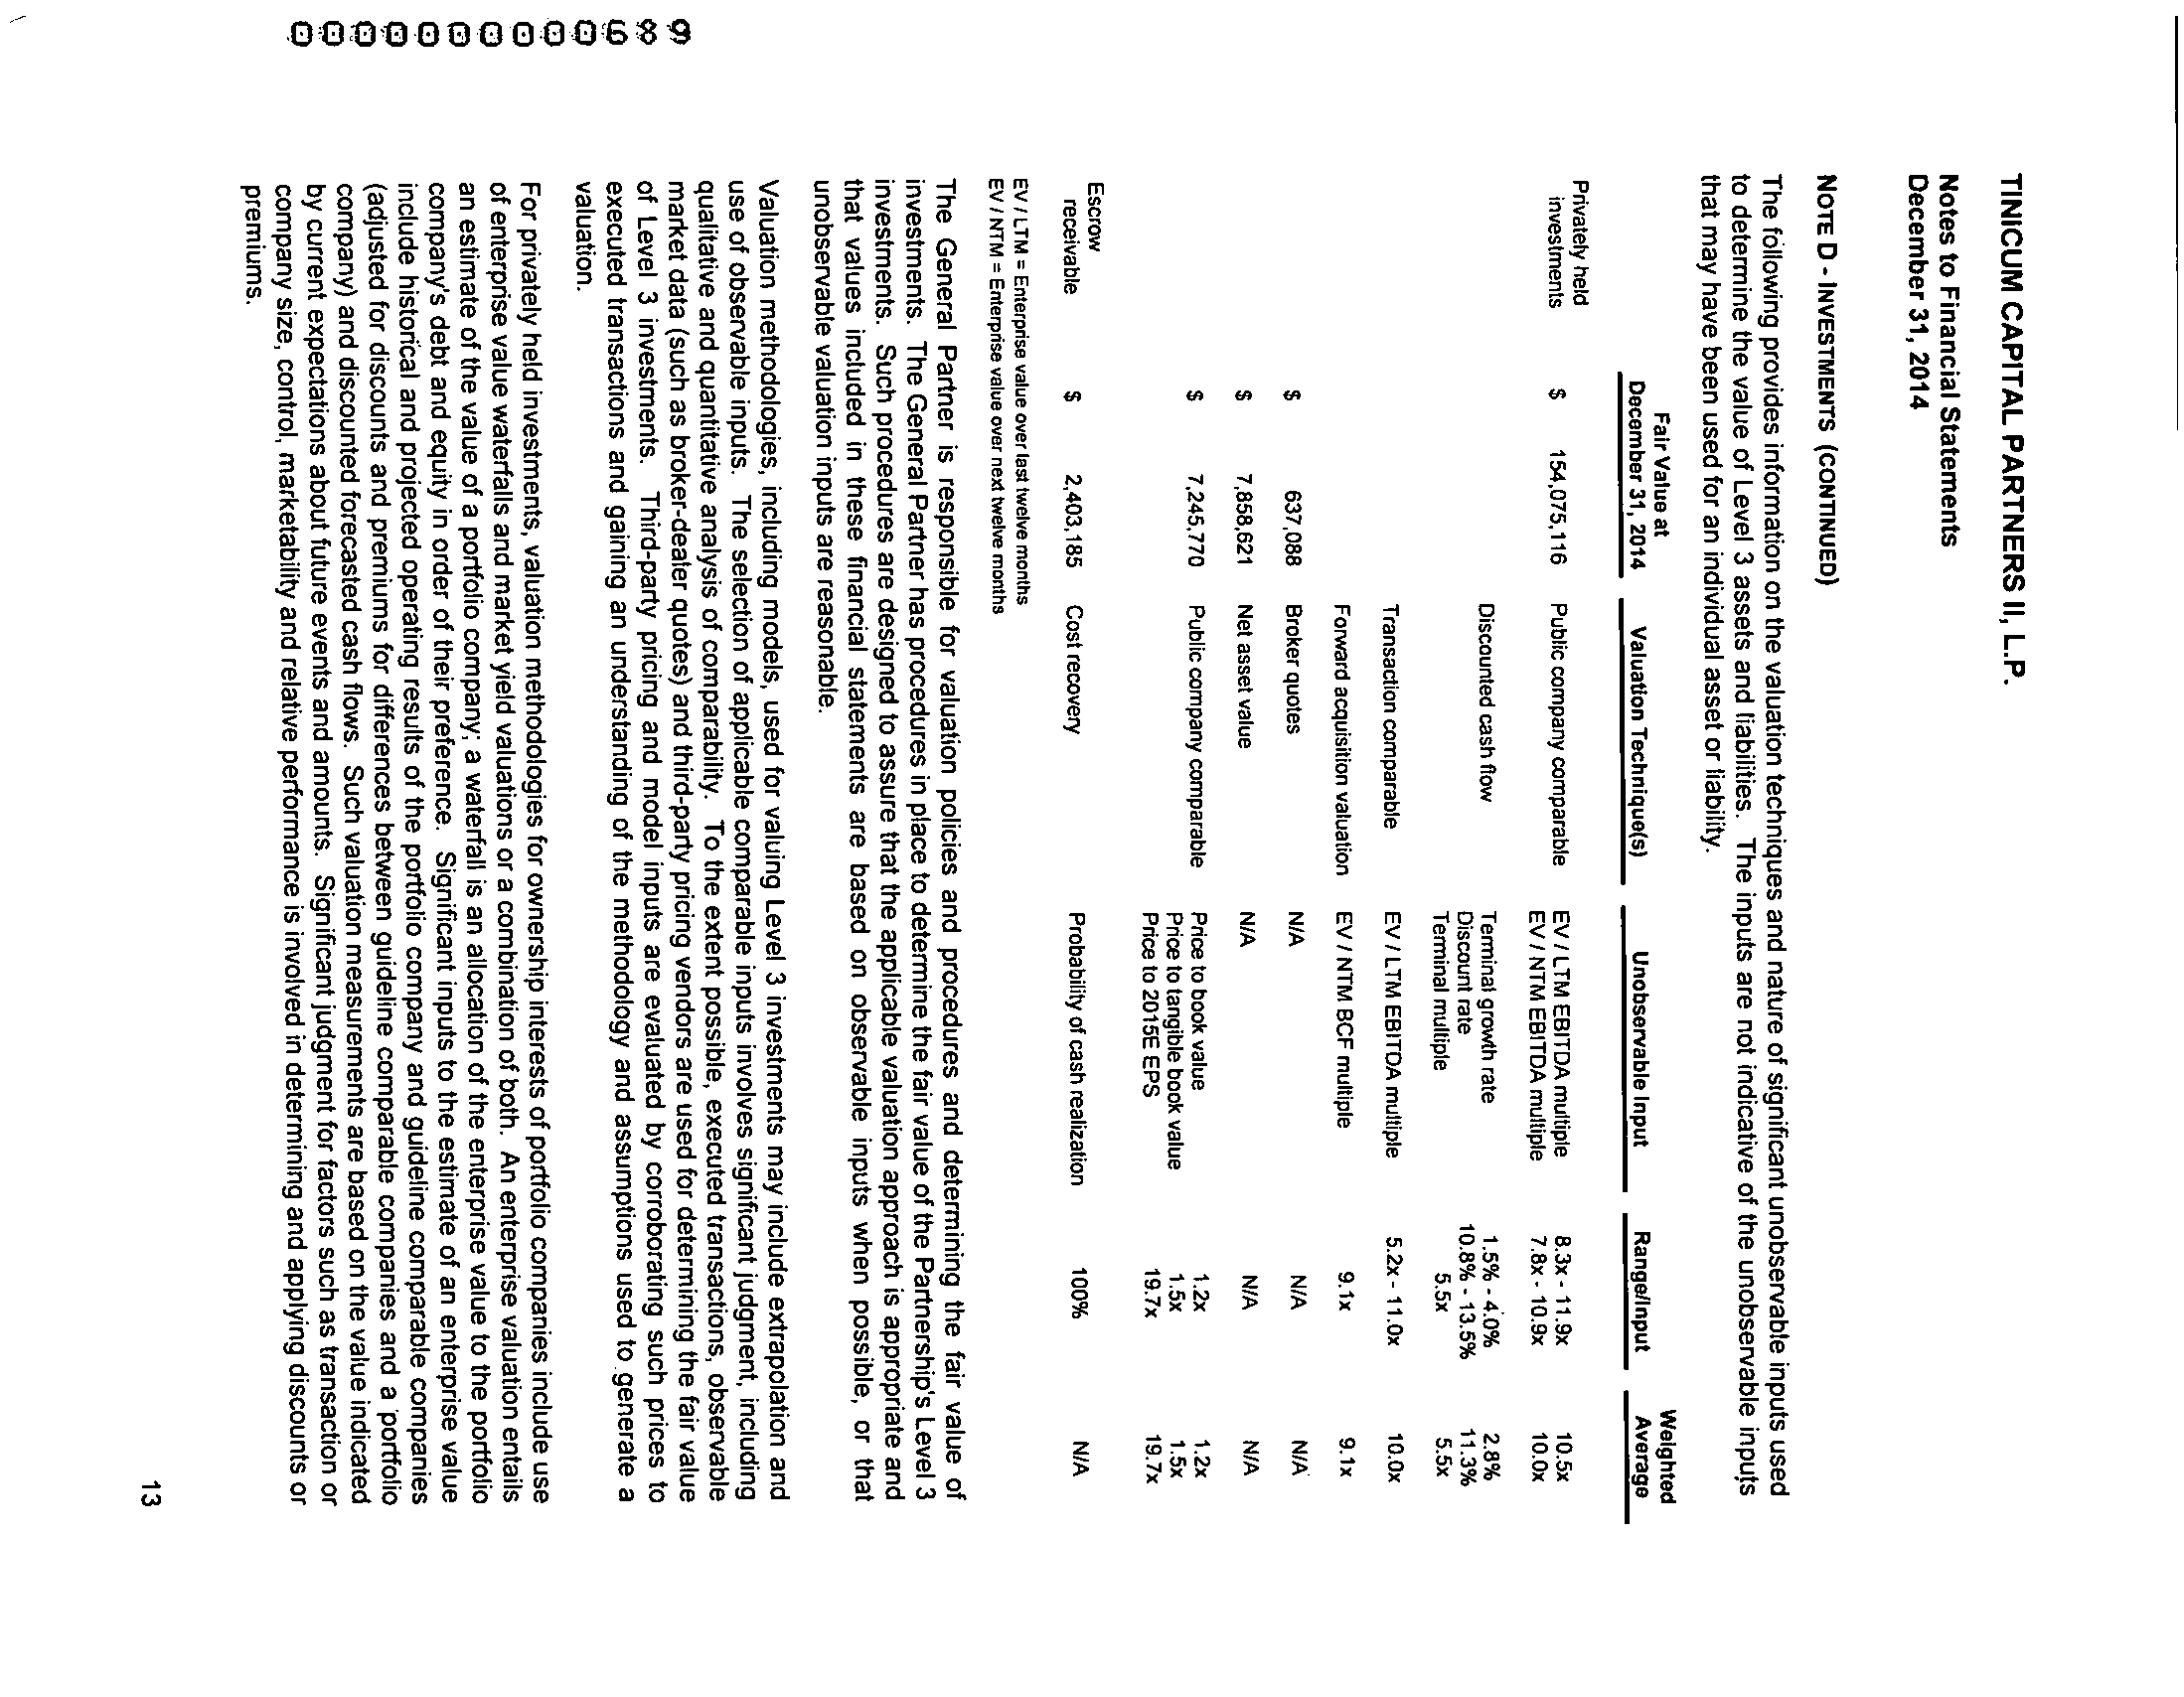 TINICUM CAPITAL PARTNERS II, L.P.
Notes to Financial Statements
December 31, 2014
NOTE D - INVESTMENTS (CONTINUED)
The following provides information on the valuation techniques and nature of significant unobservable inputs used
to determine the value of Level 3 assets and liabilities. The inputs are not indicative of the unobservable inputs
that may have been used for an individual asset or liability.
Fair Value at Weighted
December 31, 2014 Valuation Technique(s) Unobservable Input Range/Input Average
Privately held
investments $ 154,075,116 Public company comparable EV / LTM EBITDA multiple 8.3x - 11.9x 10.5x
EV / NTM EBITDA multiple 7.8x - 10.9x 10.0x
Discounted cash flow Terminal growth rate 1.5% - 4.0% 2.8%
Discount rate 10.8% - 13.5% 11.3%
Terminal multiple 5.5x 5.5x
Transaction comparable EV / LTM EBITDA multiple 5.2x - 11.0x 10.0x
Forward acquisition valuation EV / NTM BCF multiple 9.1x 9.1x
$ 637,088 Broker quotes N/A N/A N/A
$ 7,858,621 Net asset value N/A N/A N/A
$ 7,245,770 Public company comparable Price to book value 1.2x 1.2x
Price to tangible book value 1.5x 1.5x
Price to 2015E EPS 19.7x 19.7x
Escrow
receivable $ 2,403,185 Cost recovery Probability of cash realization 100% N/A
EV / LTM = Enterprise value over last twelve months
EV / NTM = Enterprise value over next twelve months
The General Partner is responsible for valuation policies and procedures and determining the fair value of
investments. The General Partner has procedures in place to determine the fair value of the Partnership's Level 3
investments. Such procedures are designed to assure that the applicable valuation approach is appropriate and
that values included in these financial statements are based on observable inputs when possible, or that
unobservable valuation inputs are reasonable.
Valuation methodologies, including models, used for valuing Level 3 investments may include extrapolation and
use of observable inputs. The selection of applicable comparable inputs involves significant judgment, including
qualitative and quantitative analysis of comparability. To the extent possible, executed transactions, observable
market data (such as broker-dealer quotes) and third-party pricing vendors are used for determining the fair value
of Level 3 investments. Third-party pricing and model inputs are evaluated by corroborating such prices to
executed transactions and gaining an understanding of the methodology and assumptions used to generate a
valuation.
For privately held investments, valuation methodologies for ownership interests of portfolio companies include use
of enterprise value waterfalls and market yield valuations or a combination of both. An enterprise valuation entails
an estimate of the value of a portfolio company; a waterfall is an allocation of the enterprise value to the portfolio
company's debt and equity in order of their preference. Significant inputs to the estimate of an enterprise value
include historical and projected operating results of the portfolio company and guideline comparable companies
(adjusted for discounts and premiums for differences between guideline comparable companies and a portfolio
company) and discounted forecasted cash flows. Such valuation measurements are based on the value indicated
by current expectations about future events and amounts. Significant judgment for factors such as transaction or
company size, control, marketability and relative performance is involved in determining and applying discounts or
premiums.
13
0000000000689